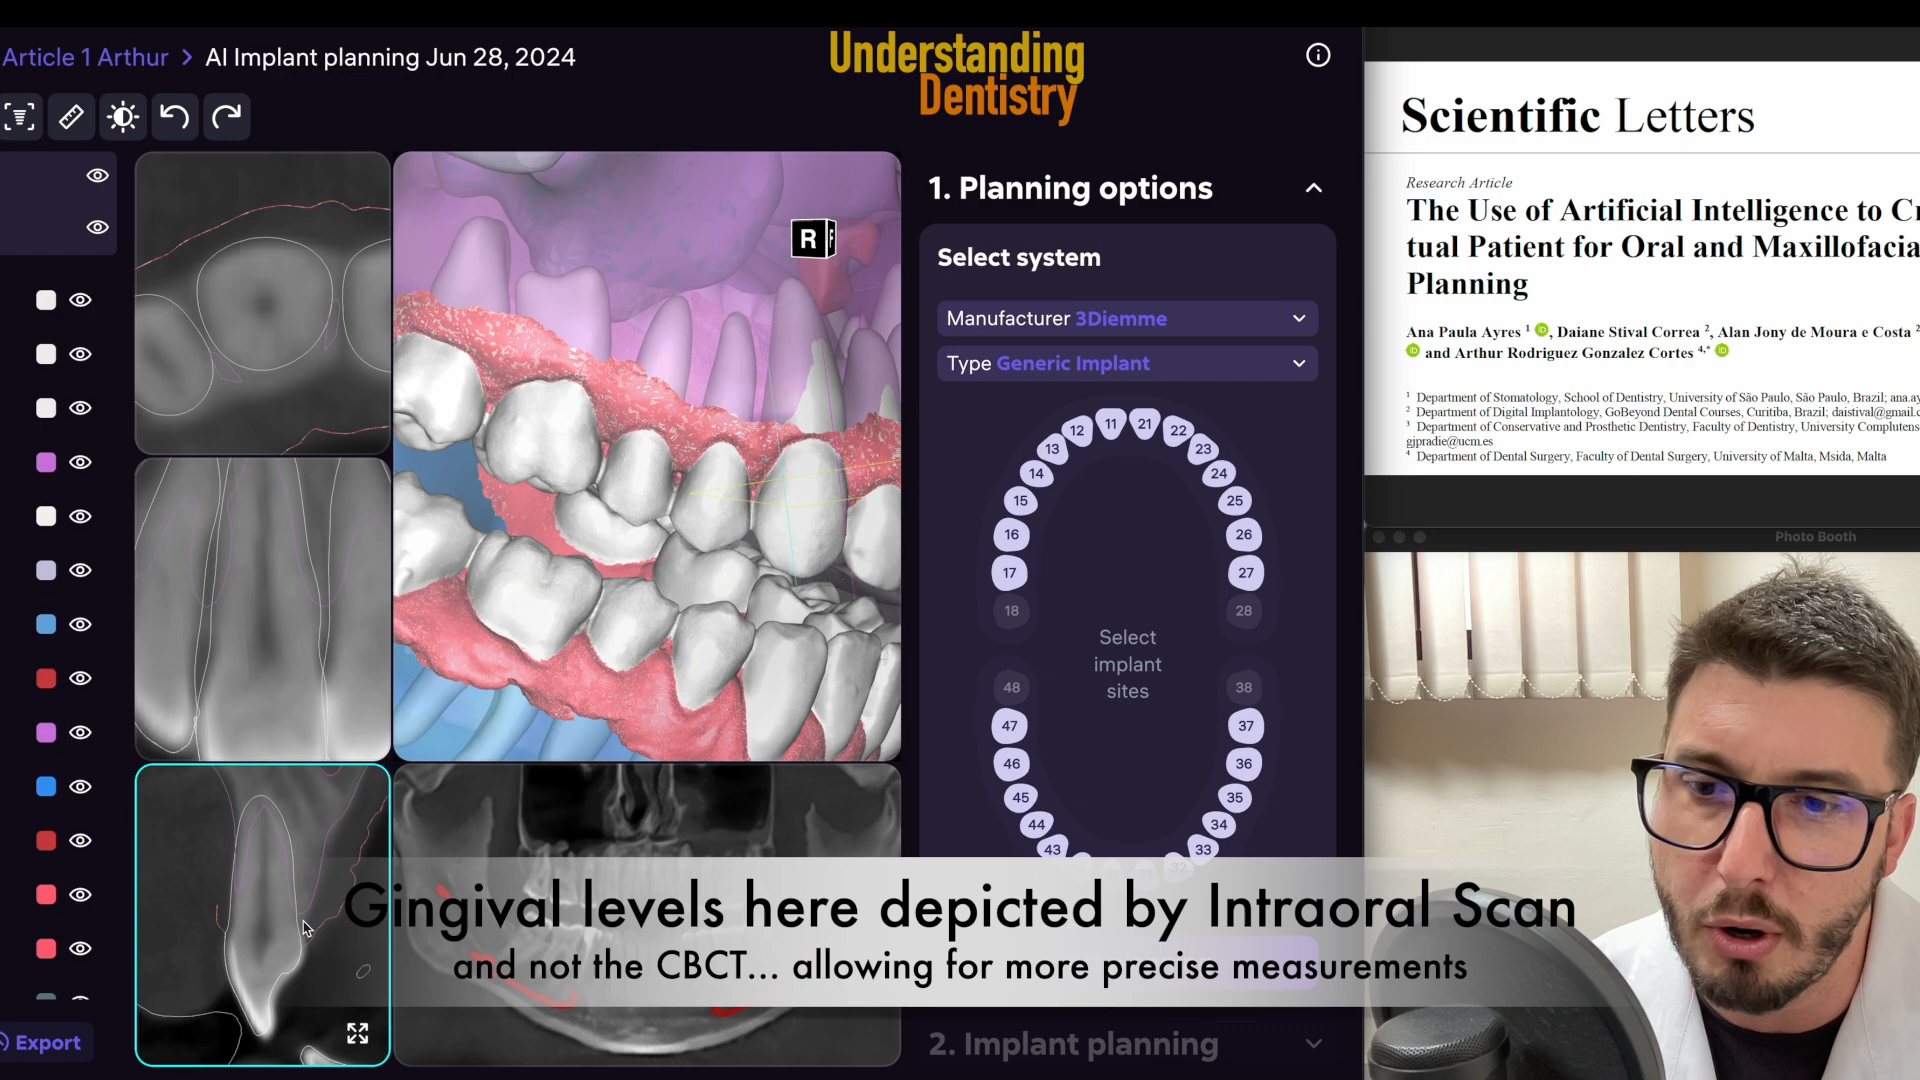 Article 1 Arthur > AI Implant planning Jun 28, 2024
Understanding
Dentistry
R
1. Planning options
Select system
Manufacturer 3Diemme
Type Generic Implant
11 21
12 22
13 23
14 24
15 25
16 26
17 27
18 28
Select
implant
sites
48 38
47 37
46 36
45 35
44 34
43 33
32
Gingival levels here depicted by Intraoral Scan
and not the CBCT... allowing for more precise measurements
2. Implant planning
Export
Scientific Letters
Research Article
The Use of Artificial Intelligence to
tual Patient for Oral and Maxillofacia
Planning
Ana Paula Ayres 1, Daiane Stival Correa 2, Alan Jony de Moura e Costa 2
and Arthur Rodriguez Gonzalez Cortes 4,*
1 Department of Stomatology, School of Dentistry, University of São Paulo, São Paulo, Brazil; ana.ay
2 Department of Digital Implantology, GoBeyond Dental Courses, Curitiba, Brazil; daistival@gmail.c
3 Department of Conservative and Prosthetic Dentistry, Faculty of Dentistry, University Complutens
gjpradie@ucm.es
4 Department of Dental Surgery, Faculty of Dental Surgery, University of Malta, Msida, Malta
Photo Booth